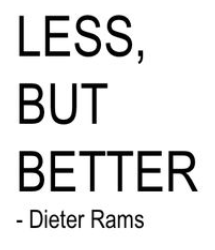 LESS,
BUT
BETTER
- Dieter Rams